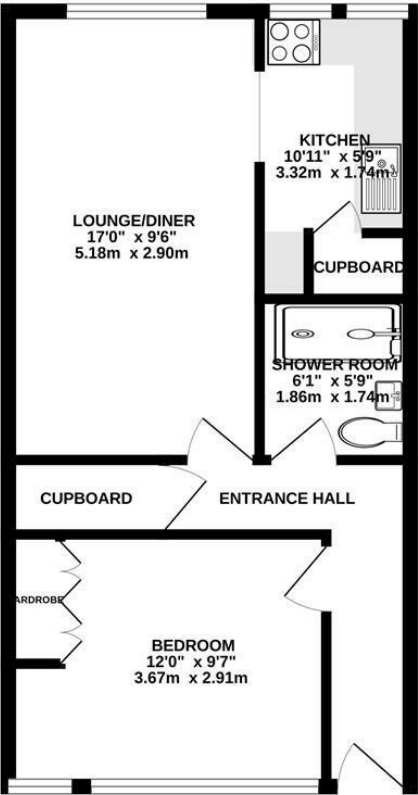 KITCHEN
10'11" x 5'9"
3.32m x 1.74m
LOUNGE/DINER
17'0" x 9'6"
5.18m x 2.90m
CUPBOARD
SHOWER ROOM
6'1" x 5'9"
1.86m x 1.74m
CUPBOARD
ENTRANCE HALL
ARDROBE
BEDROOM
12'0" x 9'7"
3.67m x 2.91m